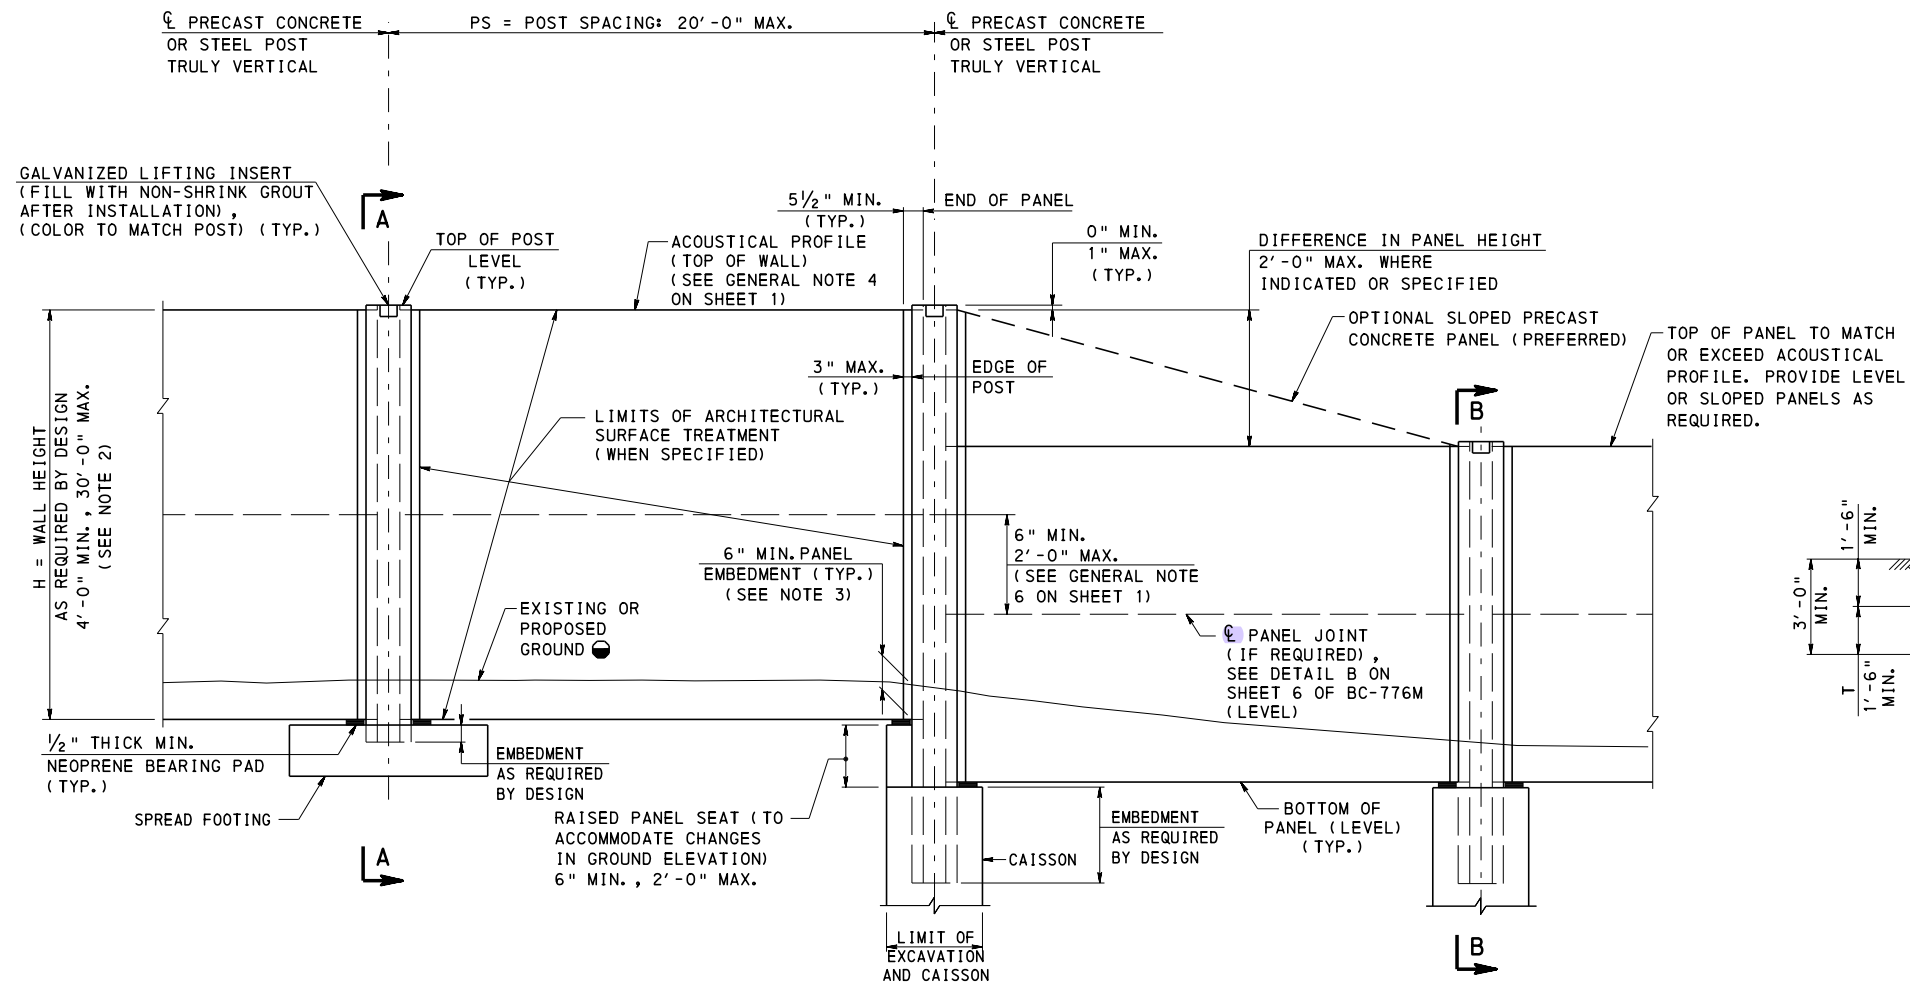 ℄ PRECAST CONCRETE
OR STEEL POST
TRULY VERTICAL
PS = POST SPACING: 20'-0" MAX.
℄ PRECAST CONCRETE
OR STEEL POST
TRULY VERTICAL
GALVANIZED LIFTING INSERT
(FILL WITH NON-SHRINK GROUT
AFTER INSTALLATION),
(COLOR TO MATCH POST) (TYP.)
A
TOP OF POST
LEVEL
(TYP.)
ACOUSTICAL PROFILE
(TOP OF WALL)
(SEE GENERAL NOTE 4
ON SHEET 1)
5½" MIN.
(TYP.)
END OF PANEL
0" MIN.
1" MAX.
(TYP.)
DIFFERENCE IN PANEL HEIGHT
2'-0" MAX. WHERE
INDICATED OR SPECIFIED
OPTIONAL SLOPED PRECAST
CONCRETE PANEL (PREFERRED)
TOP OF PANEL TO MATCH
OR EXCEED ACOUSTICAL
PROFILE. PROVIDE LEVEL
OR SLOPED PANELS AS
REQUIRED.
3" MAX.
(TYP.)
EDGE OF
POST
B
LIMITS OF ARCHITECTURAL
SURFACE TREATMENT
(WHEN SPECIFIED)
H = WALL HEIGHT
AS REQUIRED BY DESIGN
4'-0" MIN., 30'-0" MAX.
(SEE NOTE 2)
6" MIN. PANEL
EMBEDMENT (TYP.)
(SEE NOTE 3)
6" MIN.
2'-0" MAX.
(SEE GENERAL NOTE
6 ON SHEET 1)
EXISTING OR
PROPOSED
GROUND
℄ PANEL JOINT
(IF REQUIRED),
SEE DETAIL B ON
SHEET 6 OF BC-776M
(LEVEL)
1'-6"
MIN.
3'-0"
MIN.
T
1'-6"
MIN.
½" THICK MIN.
NEOPRENE BEARING PAD
(TYP.)
SPREAD FOOTING
EMBEDMENT
AS REQUIRED
BY DESIGN
RAISED PANEL SEAT (TO
ACCOMMODATE CHANGES
IN GROUND ELEVATION)
6" MIN., 2'-0" MAX.
EMBEDMENT
AS REQUIRED
BY DESIGN
BOTTOM OF
PANEL (LEVEL)
(TYP.)
CAISSON
A
LIMIT OF
EXCAVATION
AND CAISSON
B